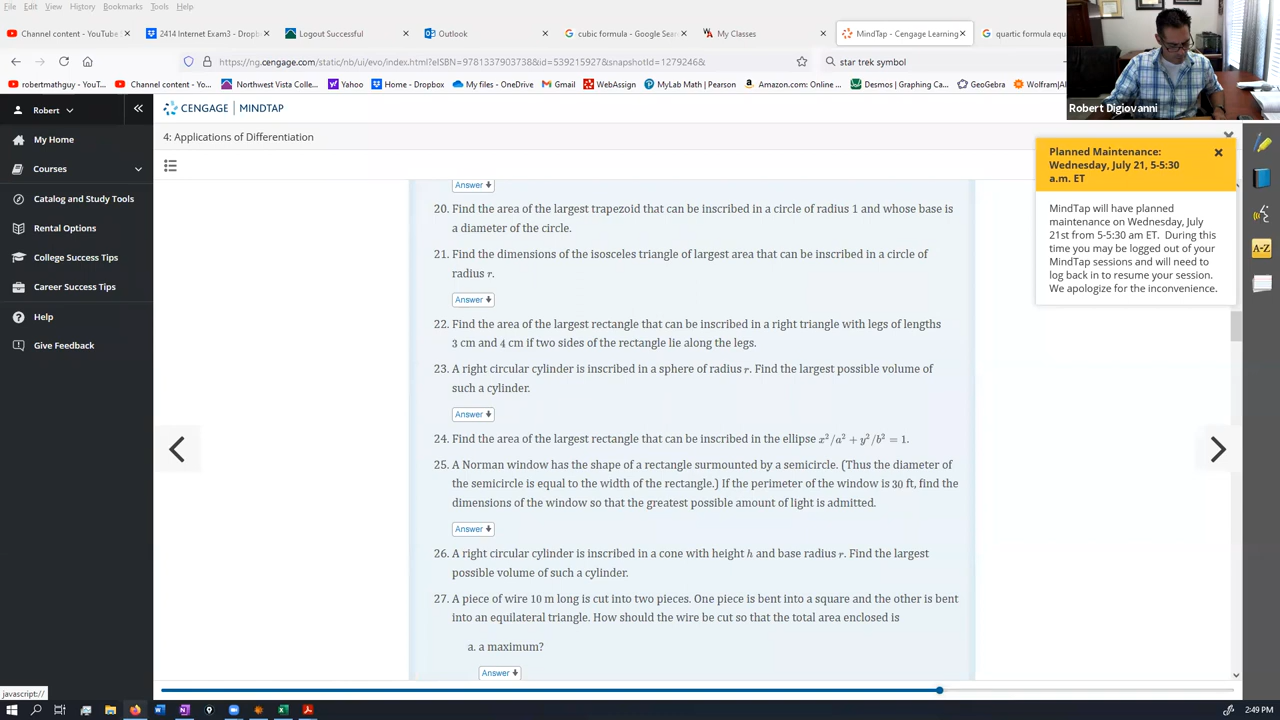 File Edit View History Bookmarks Tools Help
Channel content - YouTube
2414 Internet Exam3 - Dropb
Logout Successful
Outlook
cubic formula - Google Sea
My Classes
MindTap - Cengage Learning
quartic formula equ
https://ng.cengage.com/static/nb/ui/evo/index.html?eISBN=9781337903738&id=539215927&snapshotId=1279246&
star trek symbol
robertmathguy
Channel content - Yo...
Northwest Vista Coll...
Yahoo
Home - Dropbox
My files - OneDrive
Gmail
WebAssign
MyLab Math | Pearson
Amazon.com: Online ...
Desmos | Graphing Ca...
GeoGebra
Wolfram|Al
Robert Digiovanni
Robert
CENGAGE | MINDTAP
My Home
Courses
Catalog and Study Tools
Rental Options
College Success Tips
Career Success Tips
Help
Give Feedback
4: Applications of Differentiation
Answer
20. Find the area of the largest trapezoid that can be inscribed in a circle of radius 1 and whose base is
a diameter of the circle.
21. Find the dimensions of the isosceles triangle of largest area that can be inscribed in a circle of
radius r.
Answer
22. Find the area of the largest rectangle that can be inscribed in a right triangle with legs of lengths
3 cm and 4 cm if two sides of the rectangle lie along the legs.
23. A right circular cylinder is inscribed in a sphere of radius r. Find the largest possible volume of
such a cylinder.
Answer
24. Find the area of the largest rectangle that can be inscribed in the ellipse x²/a² + y²/b² = 1.
25. A Norman window has the shape of a rectangle surmounted by a semicircle. (Thus the diameter of
the semicircle is equal to the width of the rectangle.) If the perimeter of the window is 30 ft, find the
dimensions of the window so that the greatest possible amount of light is admitted.
Answer
26. A right circular cylinder is inscribed in a cone with height h and base radius r. Find the largest
possible volume of such a cylinder.
27. A piece of wire 10 m long is cut into two pieces. One piece is bent into a square and the other is bent
into an equilateral triangle. How should the wire be cut so that the total area enclosed is
a. a maximum?
Answer
Planned Maintenance:
Wednesday, July 21, 5-5:30
a.m. ET
MindTap will have planned
maintenance on Wednesday, July
21st from 5-5:30 am ET. During this
time you may be logged out of your
MindTap sessions and will need to
log back in to resume your session.
We apologize for the inconvenience.
A-Z
javascript://
2:49 PM